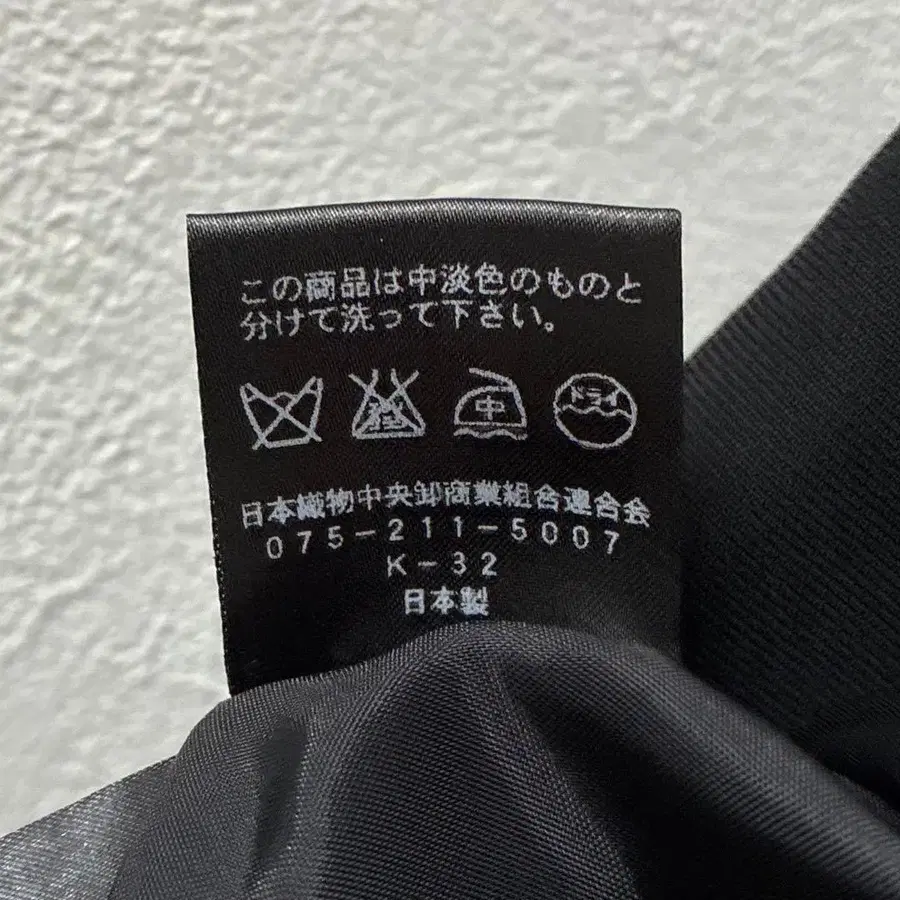 この商品は中淡色のものと
分けて洗って下さい。
中 ドライ
日本織物中央卸商業組合連合会
075-211-5007
K-32
日本製